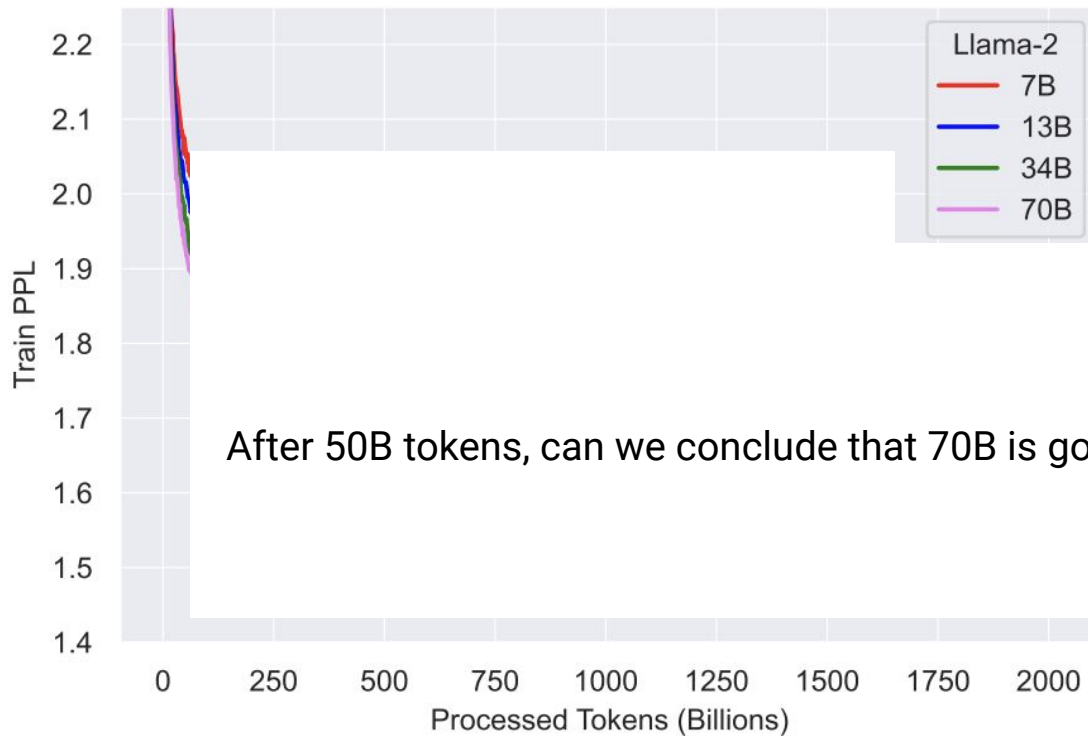 Llama-2
7B
13B
34B
70B
2.2
2.1
2.0
1.9
1.8
1.7
1.6
1.5
1.4
Train PPL
After 50B tokens, can we conclude that 70B is go
0 250 500 750 1000 1250 1500 1750 2000
Processed Tokens (Billions)